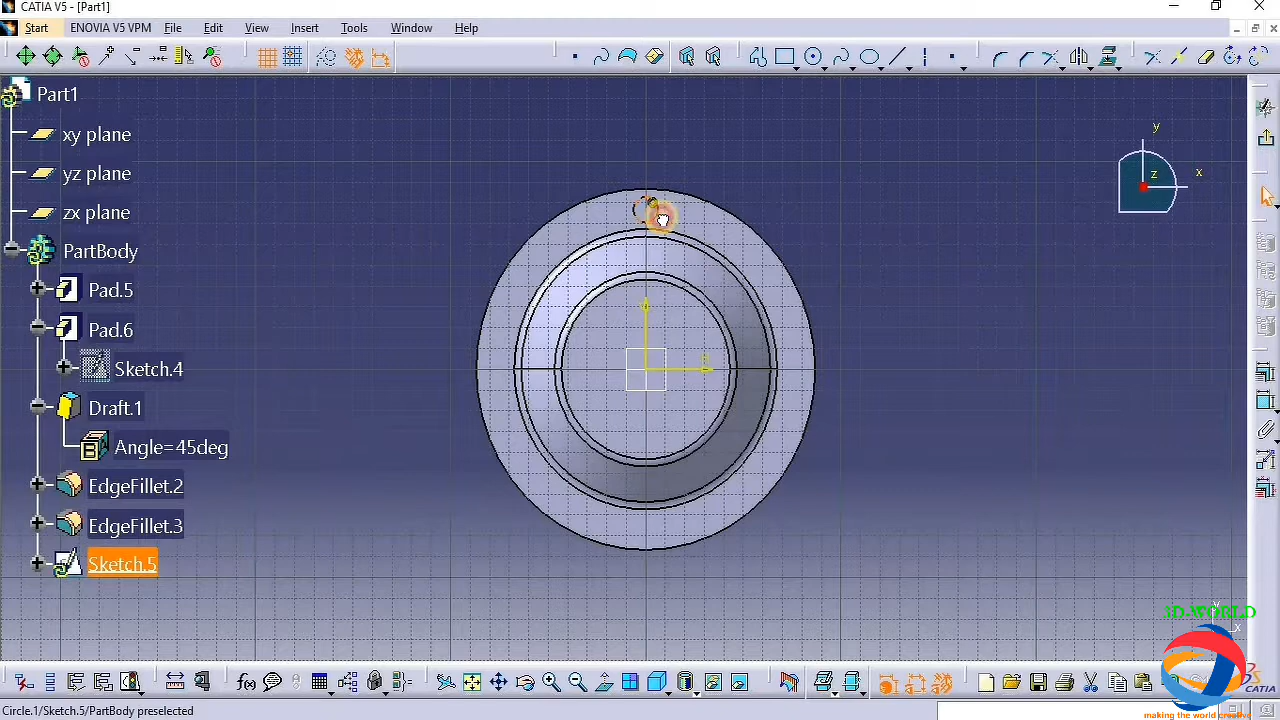 CATIA V5 - [Part1]
Start ENOVIA V5 VPM File Edit View Insert Tools Window Help
Part1
xy plane
yz plane
zx plane
PartBody
Pad.5
Pad.6
Sketch.4
Draft.1
Angle=45deg
EdgeFillet.2
EdgeFillet.3
Sketch.5
y
z x
3D-WORLD
x
CATIA
making the world creative
Circle.1/Sketch.5/PartBody preselected